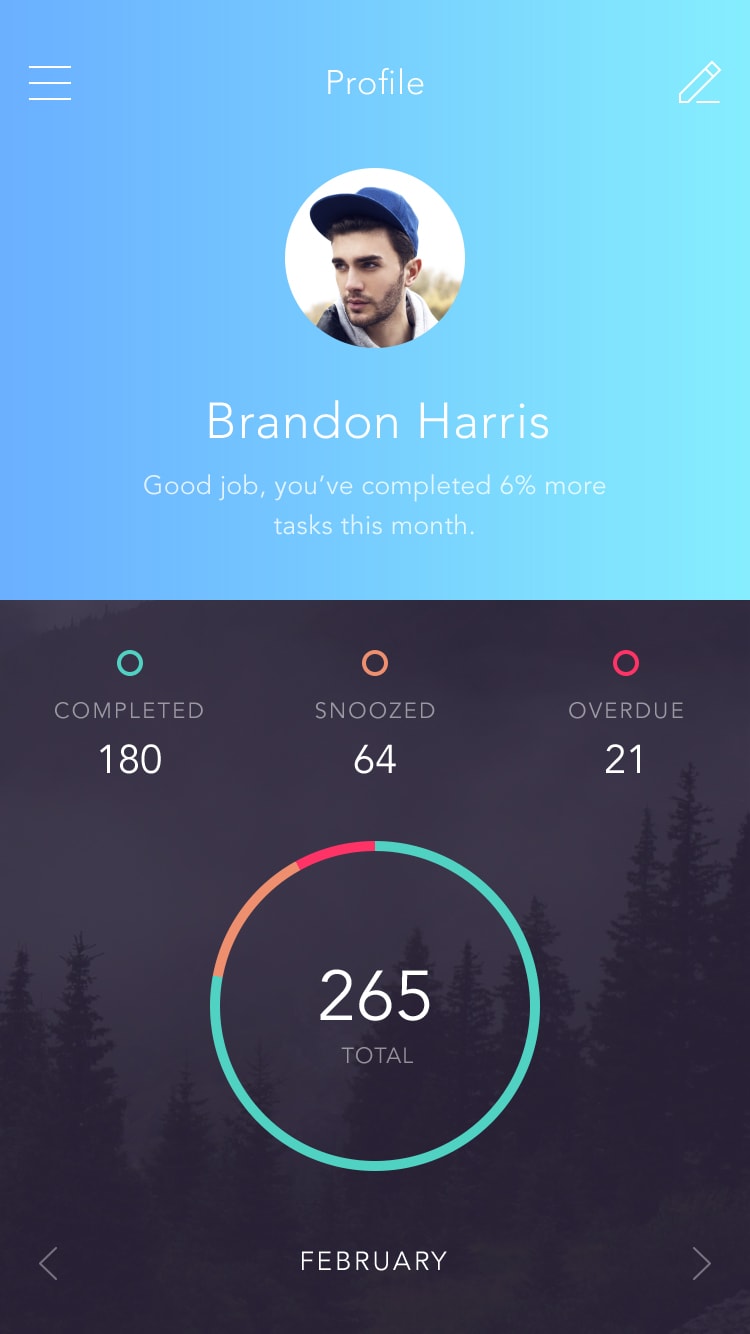 Profile
Brandon Harris
Good job, you’ve completed 6% more
tasks this month.
COMPLETED
180
SNOOZED
64
OVERDUE
21
265
TOTAL
FEBRUARY